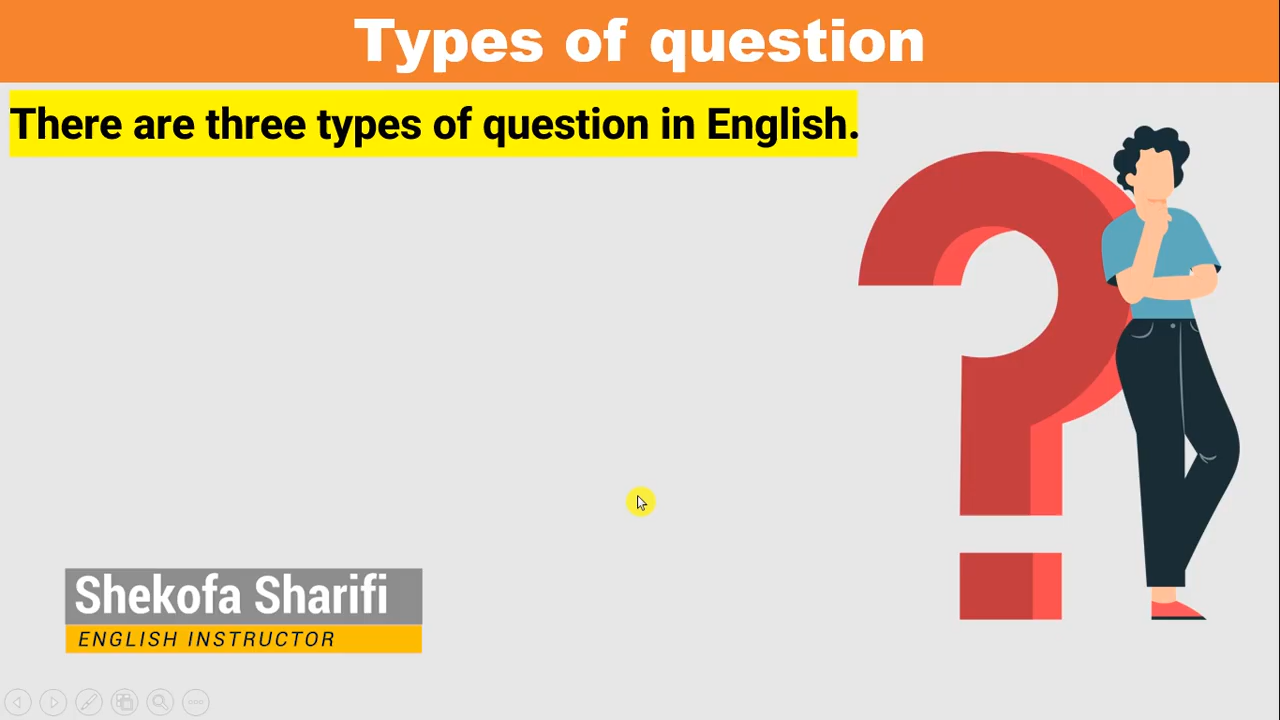 Types of question
There are three types of question in English.
Shekofa Sharifi
ENGLISH INSTRUCTOR